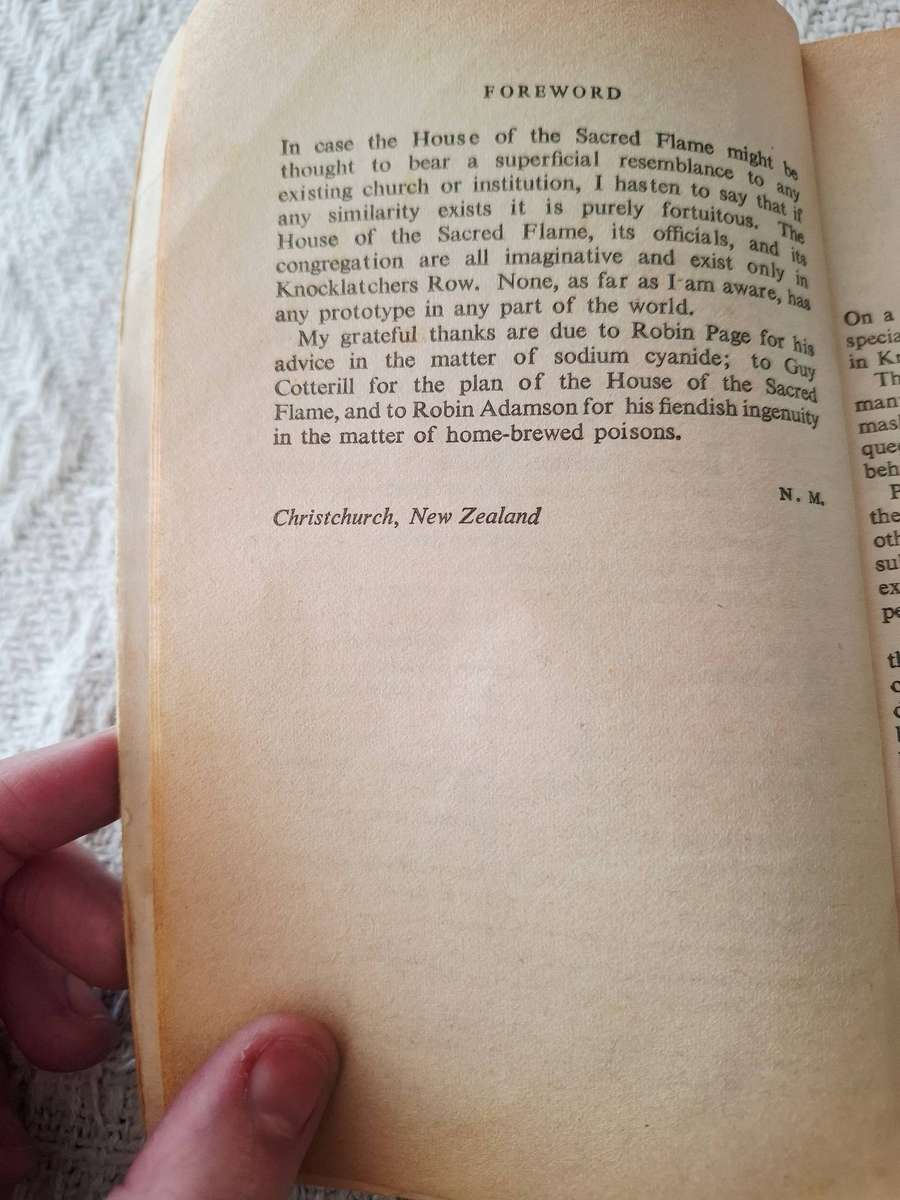 FOREWORD
In case the House of the Sacred Flame might be
thought to bear a superficial resemblance to any
existing church or institution, I hasten to say that if
any similarity exists it is purely fortuitous. The
House of the Sacred Flame, its officials, and its
congregation are all imaginative and exist only in
Knocklatchers Row. None, as far as I am aware, has
any prototype in any part of the world.
My grateful thanks are due to Robin Page for his
advice in the matter of sodium cyanide; to Guy
Cotterill for the plan of the House of the Sacred
Flame, and to Robin Adamson for his fiendish ingenuity
in the matter of home-brewed poisons.
N. M.
Christchurch, New Zealand
On a
in